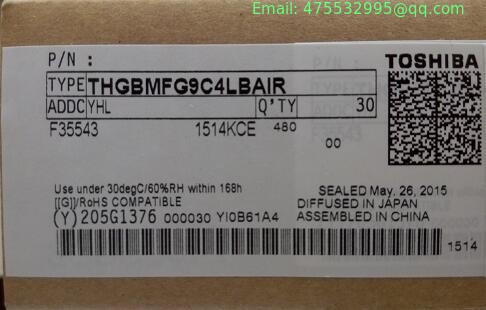 Email: 475532995@qq.com
P/N :
TOSHIBA
TYPE THGBMFG9C4LBAIR
ADDC YHL Q'TY 30
F35543 1514KCE 480
00
Use under 30degC/60%RH within 168h
SEALED May. 26, 2015
[[G]]/RoHS COMPATIBLE DIFFUSED IN JAPAN
(Y)205G1376 000030 YI0B61A4 ASSEMBLED IN CHINA
1514